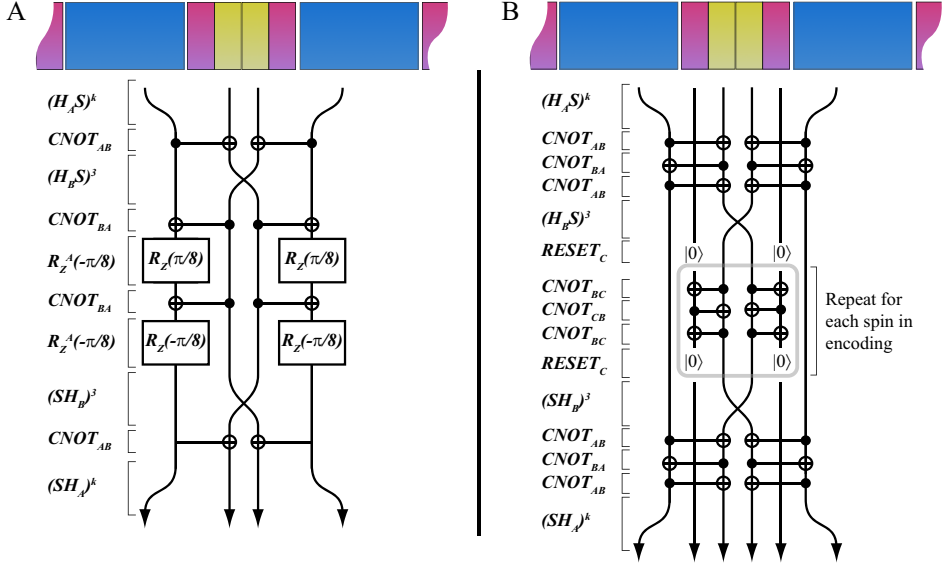 A
(H_A S)^k
CNOT_AB
(H_B S)^3
CNOT_BA
R_Z^A(-π/8)
R_Z(π/8)
R_Z(π/8)
CNOT_BA
R_Z^A(-π/8)
R_Z(-π/8)
R_Z(-π/8)
(SH_B)^3
CNOT_AB
(SH_A)^k
B
(H_A S)^k
CNOT_AB
CNOT_BA
CNOT_AB
(H_B S)^3
RESET_C
|0⟩
|0⟩
CNOT_BC
CNOT_CB
CNOT_BC
RESET_C
|0⟩
|0⟩
Repeat for
each spin in
encoding
(SH_B)^3
CNOT_AB
CNOT_BA
CNOT_AB
(SH_A)^k